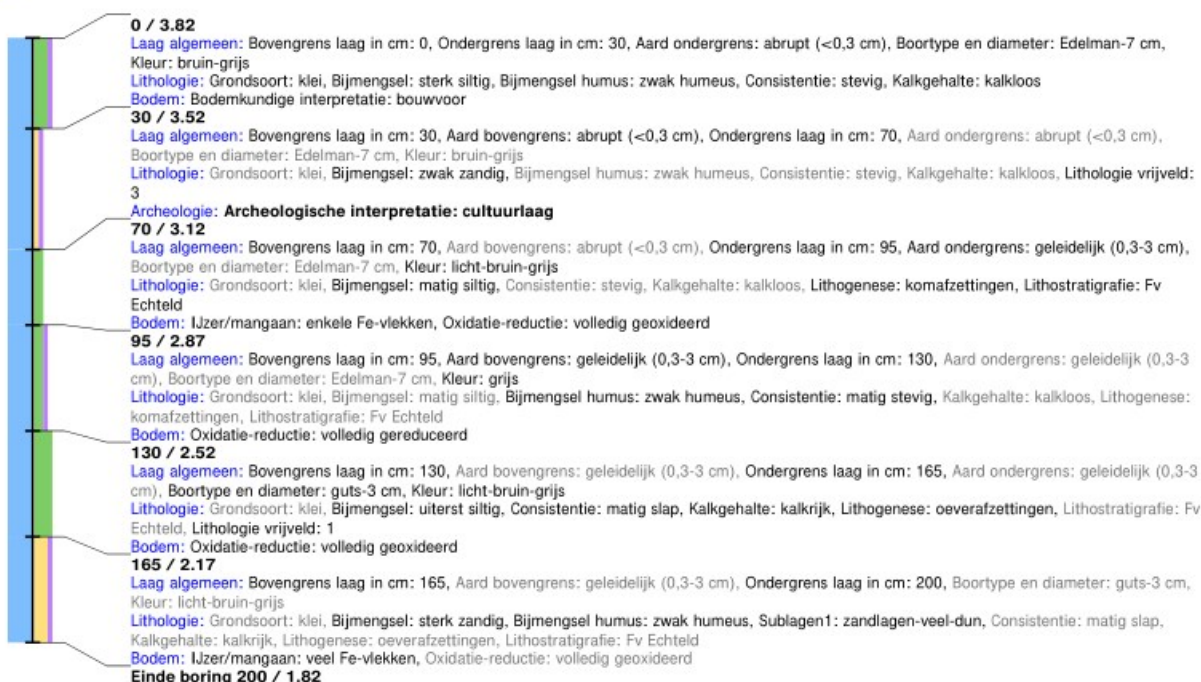 0 / 3.82
Laag algemeen: Bovengrens laag in cm: 0, Ondergrens laag in cm: 30, Aard ondergrens: abrupt (<0,3 cm), Boortype en diameter: Edelman-7 cm,
Kleur: bruin-grijs
Lithologie: Grondsoort: klei, Bijmengsel: sterk siltig, Bijmengsel humus: zwak humeus, Consistentie: stevig, Kalkgehalte: kalkloos
Bodem: Bodemkundige interpretatie: bouwvoor
30 / 3.52
Laag algemeen: Bovengrens laag in cm: 30, Aard bovengrens: abrupt (<0,3 cm), Ondergrens laag in cm: 70, Aard ondergrens: abrupt (<0,3 cm),
Boortype en diameter: Edelman-7 cm, Kleur: bruin-grijs
Lithologie: Grondsoort: klei, Bijmengsel: zwak zandig, Bijmengsel humus: zwak humeus, Consistentie: stevig, Kalkgehalte: kalkloos, Lithologie vrijveld:
3
Archeologie: Archeologische interpretatie: cultuurlaag
70 / 3.12
Laag algemeen: Bovengrens laag in cm: 70, Aard bovengrens: abrupt (<0,3 cm), Ondergrens laag in cm: 95, Aard ondergrens: geleidelijk (0,3-3 cm),
Boortype en diameter: Edelman-7 cm, Kleur: licht-bruin-grijs
Lithologie: Grondsoort: klei, Bijmengsel: matig siltig, Consistentie: stevig, Kalkgehalte: kalkloos, Lithogenese: komafzettingen, Lithostratigrafie: Fv
Echteld
Bodem: IJzer/mangaan: enkele Fe-vlekken, Oxidatie-reductie: volledig geoxideerd
95 / 2.87
Laag algemeen: Bovengrens laag in cm: 95, Aard bovengrens: geleidelijk (0,3-3 cm), Ondergrens laag in cm: 130, Aard ondergrens: geleidelijk (0,3-3
cm), Boortype en diameter: Edelman-7 cm, Kleur: grijs
Lithologie: Grondsoort: klei, Bijmengsel: matig siltig, Bijmengsel humus: zwak humeus, Consistentie: matig stevig, Kalkgehalte: kalkloos, Lithogenese:
komafzettingen, Lithostratigrafie: Fv Echteld
Bodem: Oxidatie-reductie: volledig gereduceerd
130 / 2.52
Laag algemeen: Bovengrens laag in cm: 130, Aard bovengrens: geleidelijk (0,3-3 cm), Ondergrens laag in cm: 165, Aard ondergrens: geleidelijk (0,3-3
cm), Boortype en diameter: guts-3 cm, Kleur: licht-bruin-grijs
Lithologie: Grondsoort: klei, Bijmengsel: uiterst siltig, Consistentie: matig slap, Kalkgehalte: kalkrijk, Lithogenese: oeverafzettingen, Lithostratigrafie: Fv
Echteld, Lithologie vrijveld: 1
Bodem: Oxidatie-reductie: volledig geoxideerd
165 / 2.17
Laag algemeen: Bovengrens laag in cm: 165, Aard bovengrens: geleidelijk (0,3-3 cm), Ondergrens laag in cm: 200, Boortype en diameter: guts-3 cm,
Kleur: licht-bruin-grijs
Lithologie: Grondsoort: klei, Bijmengsel: sterk zandig, Bijmengsel humus: zwak humeus, Sublagen1: zandlagen-veel-dun, Consistentie: matig slap,
Kalkgehalte: kalkrijk, Lithogenese: oeverafzettingen, Lithostratigrafie: Fv Echteld
Bodem: IJzer/mangaan: veel Fe-vlekken, Oxidatie-reductie: volledig geoxideerd
Einde boring 200 / 1.82